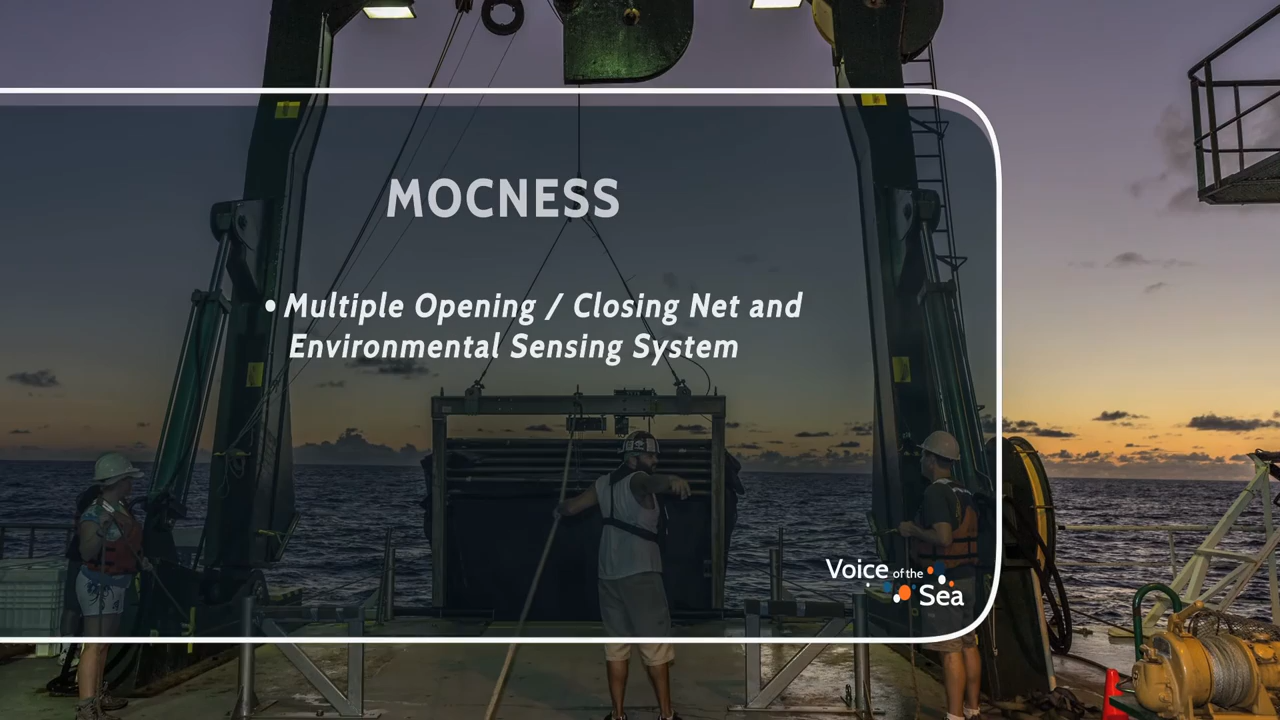 MOCNESS
• Multiple Opening / Closing Net and
Environmental Sensing System
Voice of the
Sea